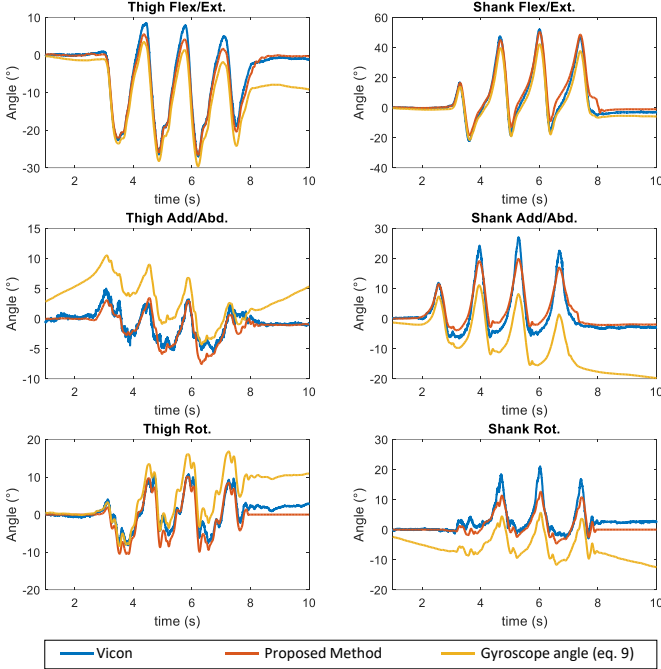 Thigh Flex/Ext.
10
0
-10
-20
-30
Angle (°)
2 4 6 8 10
time (s)
Shank Flex/Ext.
60
40
20
0
-20
-40
Angle (°)
2 4 6 8 10
time (s)
Thigh Add/Abd.
15
10
5
0
-5
-10
Angle (°)
2 4 6 8 10
time (s)
Shank Add/Abd.
30
20
10
0
-10
-20
Angle (°)
2 4 6 8 10
time (s)
Thigh Rot.
20
10
0
-10
-20
Angle (°)
2 4 6 8 10
time (s)
Shank Rot.
30
20
10
0
-10
-20
Angle (°)
2 4 6 8 10
time (s)
Vicon Proposed Method Gyroscope angle (eq. 9)